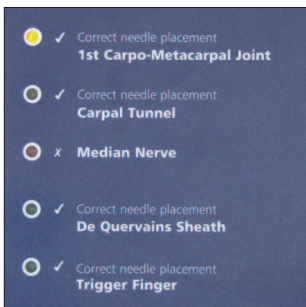 ✓ Correct needle placement
1st Carpo-Metacarpal Joint
✓ Correct needle placement
Carpal Tunnel
x Median Nerve
✓ Correct needle placement
De Quervains Sheath
✓ Correct needle placement
Trigger Finger